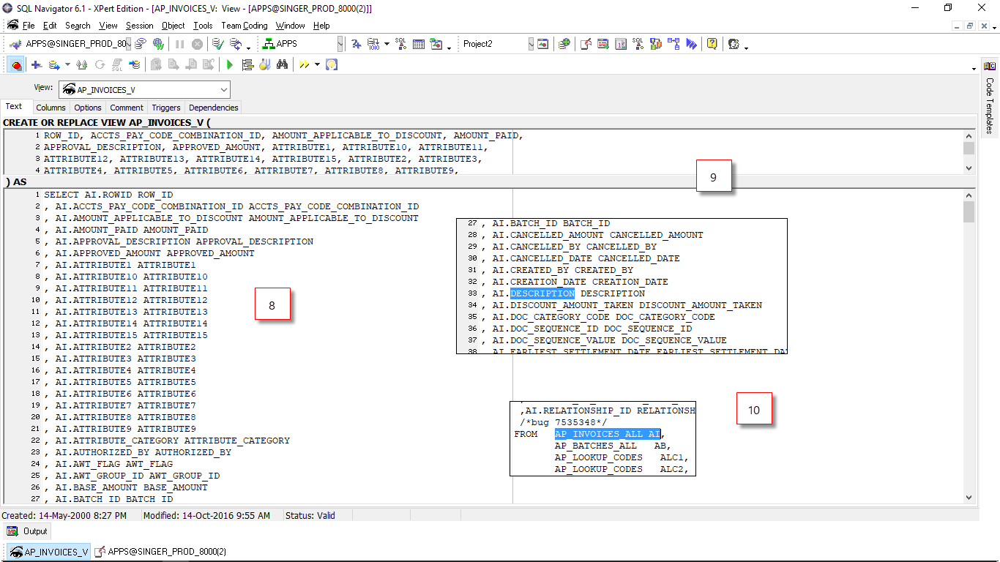 SQL Navigator 6.1 - XPert Edition - [AP_INVOICES_V:  View - [APPS@SINGER_PROD_8000(2)]]
File Edit Search View Session Object Tools Team Coding Window Help
APPS@SINGER_PROD_80 APPS Project2
View: AP_INVOICES_V
Text Columns Options Comment Triggers Dependencies
CREATE OR REPLACE VIEW AP_INVOICES_V (
1 ROW_ID, ACCTS_PAY_CODE_COMBINATION_ID, AMOUNT_APPLICABLE_TO_DISCOUNT, AMOUNT_PAID,
2 APPROVAL_DESCRIPTION, APPROVED_AMOUNT, ATTRIBUTE1, ATTRIBUTE10, ATTRIBUTE11,
3 ATTRIBUTE12, ATTRIBUTE13, ATTRIBUTE14, ATTRIBUTE15, ATTRIBUTE2, ATTRIBUTE3,
4 ATTRIBUTE4, ATTRIBUTE5, ATTRIBUTE6, ATTRIBUTE7, ATTRIBUTE8, ATTRIBUTE9,
) AS
1 SELECT AI.ROWID ROW_ID
2 , AI.ACCTS_PAY_CODE_COMBINATION_ID ACCTS_PAY_CODE_COMBINATION_ID
3 , AI.AMOUNT_APPLICABLE_TO_DISCOUNT AMOUNT_APPLICABLE_TO_DISCOUNT
4 , AI.AMOUNT_PAID AMOUNT_PAID
5 , AI.APPROVAL_DESCRIPTION APPROVAL_DESCRIPTION
6 , AI.APPROVED_AMOUNT APPROVED_AMOUNT
7 , AI.ATTRIBUTE1 ATTRIBUTE1
8 , AI.ATTRIBUTE10 ATTRIBUTE10
9 , AI.ATTRIBUTE11 ATTRIBUTE11
10 , AI.ATTRIBUTE12 ATTRIBUTE12
11 , AI.ATTRIBUTE13 ATTRIBUTE13
12 , AI.ATTRIBUTE14 ATTRIBUTE14
13 , AI.ATTRIBUTE15 ATTRIBUTE15
14 , AI.ATTRIBUTE2 ATTRIBUTE2
15 , AI.ATTRIBUTE3 ATTRIBUTE3
16 , AI.ATTRIBUTE4 ATTRIBUTE4
17 , AI.ATTRIBUTE5 ATTRIBUTE5
18 , AI.ATTRIBUTE6 ATTRIBUTE6
19 , AI.ATTRIBUTE7 ATTRIBUTE7
20 , AI.ATTRIBUTE8 ATTRIBUTE8
21 , AI.ATTRIBUTE9 ATTRIBUTE9
22 , AI.ATTRIBUTE_CATEGORY ATTRIBUTE_CATEGORY
23 , AI.AUTHORIZED_BY AUTHORIZED_BY
24 , AI.AWT_FLAG AWT_FLAG
25 , AI.AWT_GROUP_ID AWT_GROUP_ID
26 , AI.BASE_AMOUNT BASE_AMOUNT
27 , AI.BATCH ID BATCH ID
8
9
27 , AI.BATCH_ID BATCH_ID
28 , AI.CANCELLED_AMOUNT CANCELLED_AMOUNT
29 , AI.CANCELLED_BY CANCELLED_BY
30 , AI.CANCELLED_DATE CANCELLED_DATE
31 , AI.CREATED_BY CREATED_BY
32 , AI.CREATION_DATE CREATION_DATE
33 , AI.DESCRIPTION DESCRIPTION
34 , AI.DISCOUNT_AMOUNT_TAKEN DISCOUNT_AMOUNT_TAKEN
35 , AI.DOC_CATEGORY_CODE DOC_CATEGORY_CODE
36 , AI.DOC_SEQUENCE_ID DOC_SEQUENCE_ID
37 , AI.DOC_SEQUENCE_VALUE DOC_SEQUENCE_VALUE
38 , AI.EARLIEST_SETTLEMENT_DATE EARLIEST_SETTLEMENT_DA
10
,AI.RELATIONSHIP_ID RELATIONSH
/*bug 7535348*/
FROM AP_INVOICES_ALL AI,
AP_BATCHES_ALL AB,
AP_LOOKUP_CODES ALC1,
AP_LOOKUP_CODES ALC2,
Code Templates
Created: 14-May-2000 8:27 PM Modified: 14-Oct-2016 9:55 AM Status: Valid
Output
AP_INVOICES_V APPS@SINGER_PROD_8000(2)